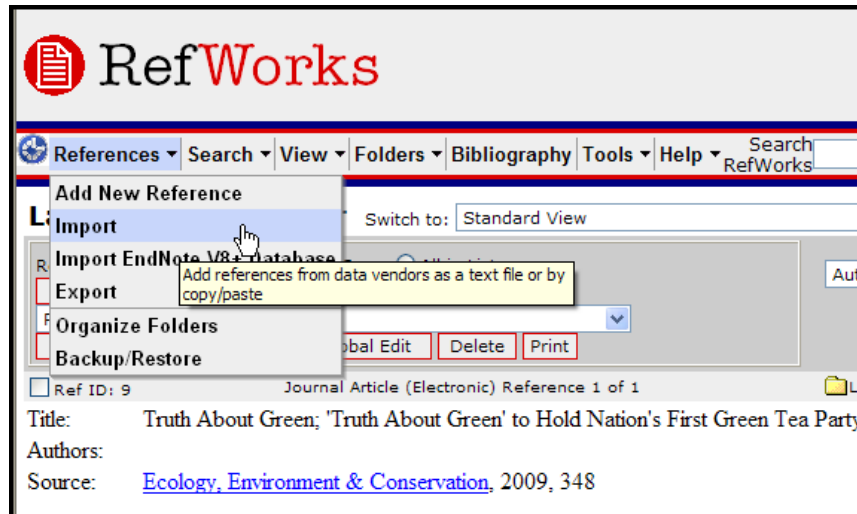 RefWorks
References Search View Folders Bibliography Tools Help Search RefWorks
Add New Reference
Switch to: Standard View
Import
Import EndNote V8+ Database
Add references from data vendors as a text file or by
copy/paste
Aut
Export
Organize Folders
Global Edit Delete Print
Backup/Restore
Ref ID: 9 Journal Article (Electronic) Reference 1 of 1 L
Title: Truth About Green; 'Truth About Green' to Hold Nation's First Green Tea Party
Authors:
Source: Ecology, Environment & Conservation, 2009, 348